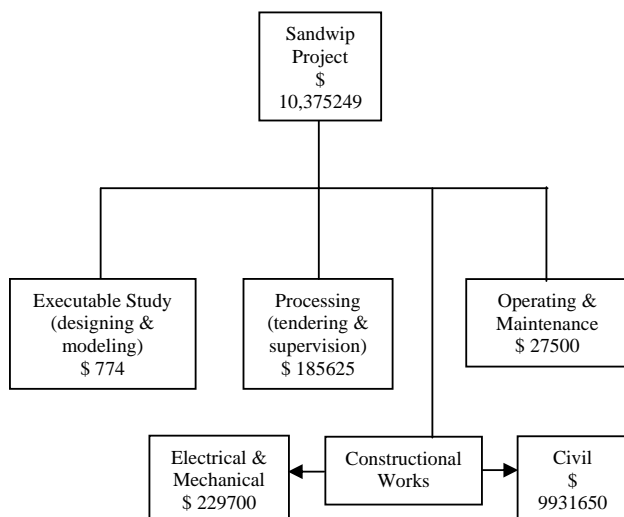 Sandwip
Project
$
10,375249
Executable Study
(designing &
modeling)
$ 774
Processing
(tendering &
supervision)
$ 185625
Operating &
Maintenance
$ 27500
Electrical &
Mechanical
$ 229700
Constructional
Works
Civil
$
9931650